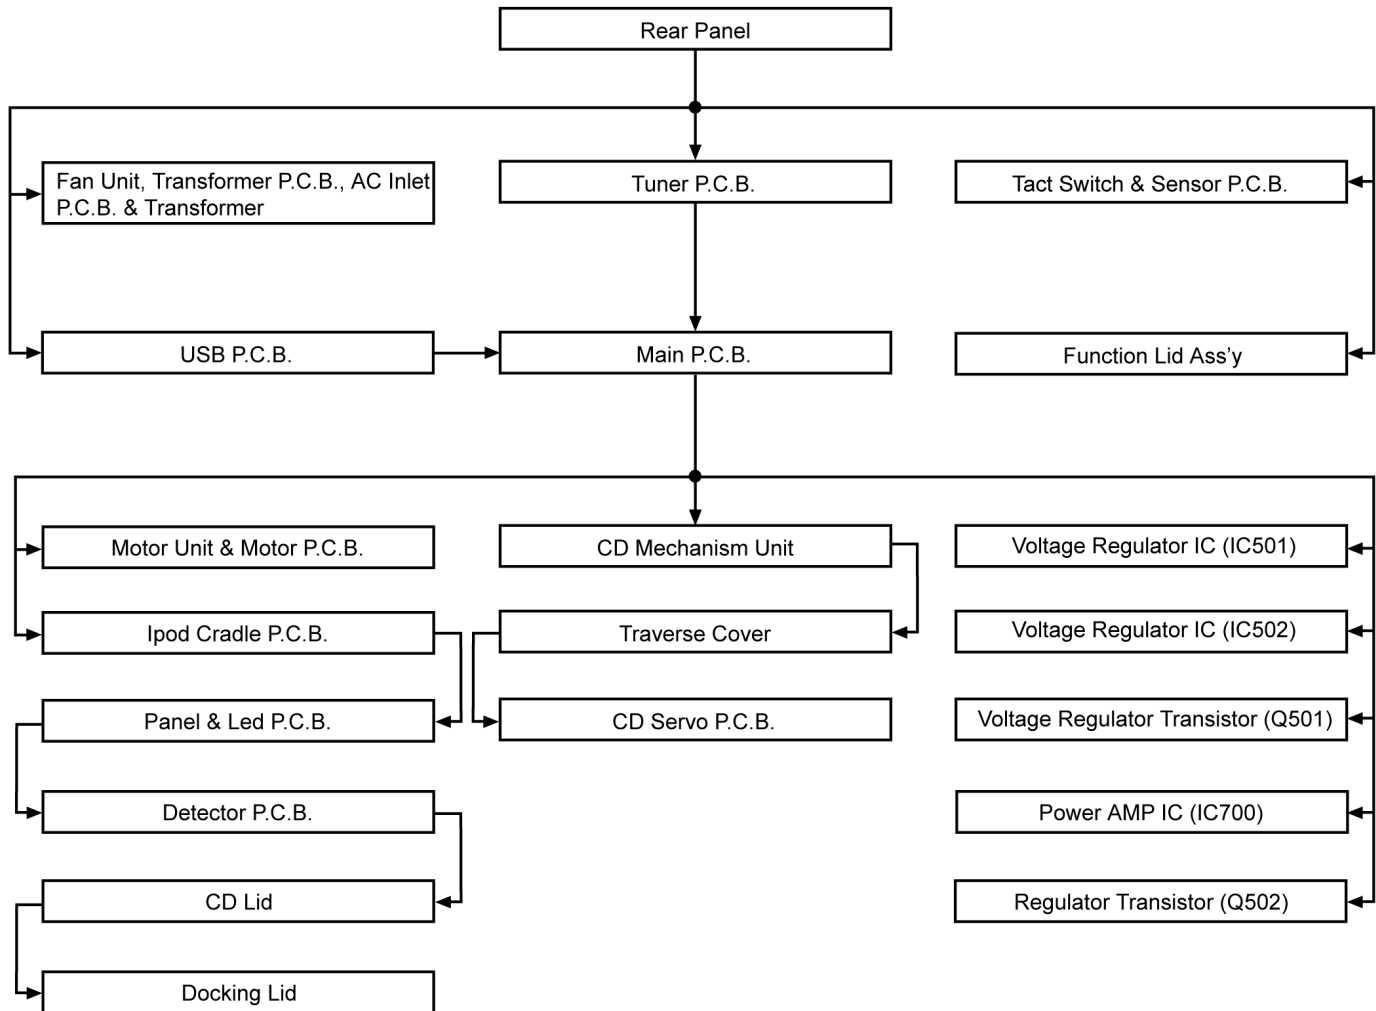 Rear Panel
Fan Unit, Transformer P.C.B., AC Inlet
P.C.B. & Transformer
Tuner P.C.B.
Tact Switch & Sensor P.C.B.
USB P.C.B.
Main P.C.B.
Function Lid Ass’y
Motor Unit & Motor P.C.B.
CD Mechanism Unit
Voltage Regulator IC (IC501)
Ipod Cradle P.C.B.
Traverse Cover
Voltage Regulator IC (IC502)
Panel & Led P.C.B.
CD Servo P.C.B.
Voltage Regulator Transistor (Q501)
Detector P.C.B.
Power AMP IC (IC700)
CD Lid
Regulator Transistor (Q502)
Docking Lid